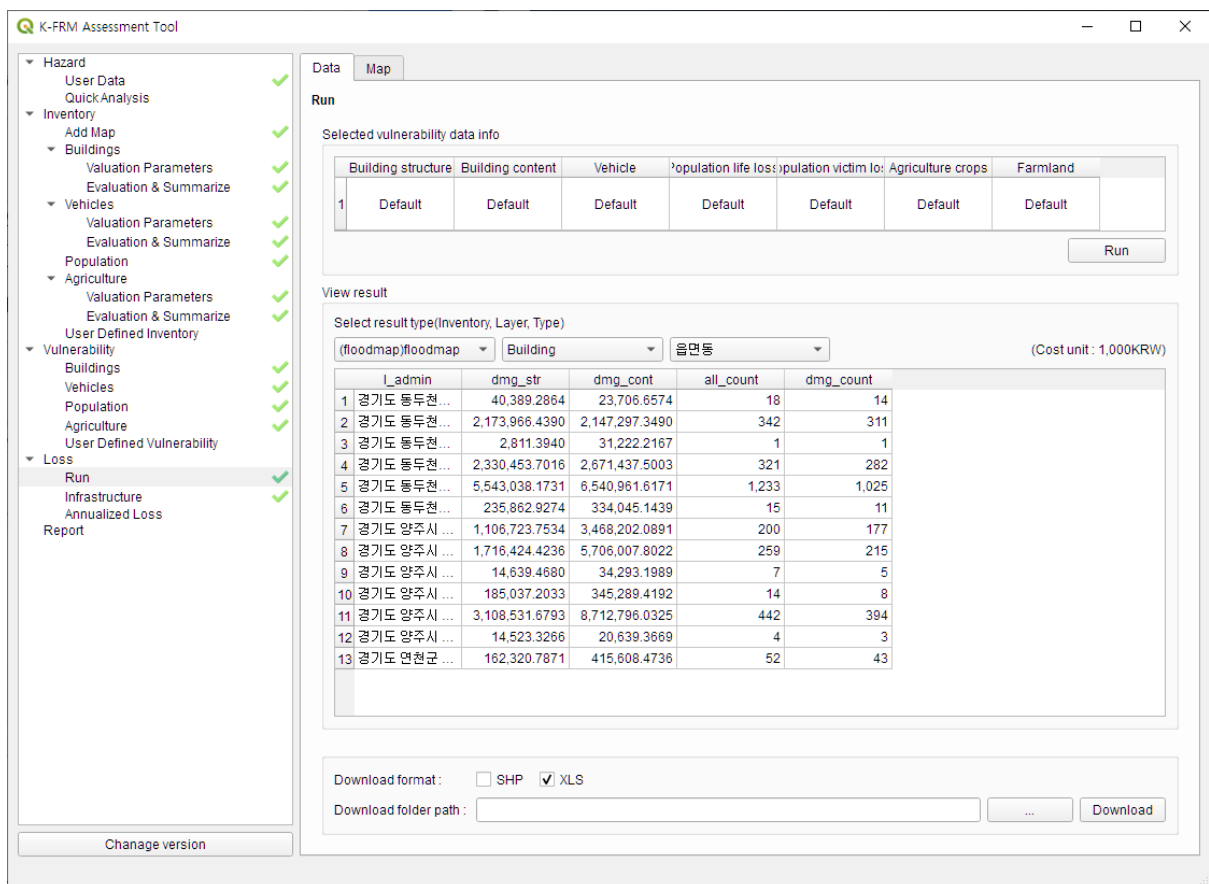 K-FRM Assessment Tool
Hazard
User Data
Quick Analysis
Inventory
Add Map
Buildings
Valuation Parameters
Evaluation & Summarize
Vehicles
Valuation Parameters
Evaluation & Summarize
Population
Agriculture
Valuation Parameters
Evaluation & Summarize
User Defined Inventory
Vulnerability
Buildings
Vehicles
Population
Agriculture
User Defined Vulnerability
Loss
Run
Infrastructure
Annualized Loss
Report
Chanage version
Data Map
Run
Selected vulnerability data info
Building structure Building content Vehicle Population life loss opulation victim lo Agriculture crops Farmland
1 Default Default Default Default Default Default Default
Run
View result
Select result type(Inventory, Layer, Type)
(floodmap)floodmap Building 읍면동 (Cost unit : 1,000KRW)
l_admin dmg_str dmg_cont all_count dmg_count
1 경기도 동두천... 40,389.2864 23,706.6574 18 14
2 경기도 동두천... 2,173,966.4390 2,147,297.3490 342 311
3 경기도 동두천... 2,811.3940 31,222.2167 1 1
4 경기도 동두천... 2,330,453.7016 2,671,437.5003 321 282
5 경기도 동두천... 5,543,038.1731 6,540,961.6171 1,233 1,025
6 경기도 동두천... 235,862.9274 334,045.1439 15 11
7 경기도 양주시 ... 1,106,723.7534 3,468,202.0891 200 177
8 경기도 양주시 ... 1,716,424.4236 5,706,007.8022 259 215
9 경기도 양주시 ... 14,639.4680 34,293.1989 7 5
10 경기도 양주시 ... 185,037.2033 345,289.4192 14 8
11 경기도 양주시 ... 3,108,531.6793 8,712,796.0325 442 394
12 경기도 양주시 ... 14,523.3266 20,639.3669 4 3
13 경기도 연천군 ... 162,320.7871 415,608.4736 52 43
Download format : SHP XLS
Download folder path : ... Download